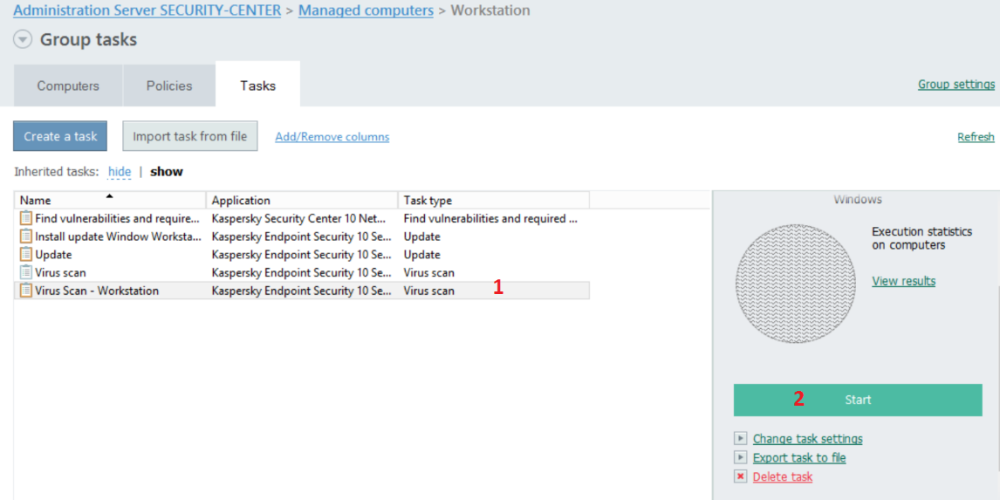 Administration Server SECURITY-CENTER > Managed computers > Workstation
Group tasks
Computers Policies Tasks
Group settings
Create a task Import task from file Add/Remove columns
Refresh
Inherited tasks: hide | show
Name Application Task type
Find vulnerabilities and require... Kaspersky Security Center 10 Net... Find vulnerabilities and required ...
Install update Window Worksta... Kaspersky Endpoint Security 10 Se... Update
Update Kaspersky Endpoint Security 10 Se... Update
Virus scan Kaspersky Endpoint Security 10 Se... Virus scan
Virus Scan - Workstation Kaspersky Endpoint Security 10 Se... Virus scan 1
Windows
Execution statistics
on computers
View results
2 Start
Change task settings
Export task to file
Delete task